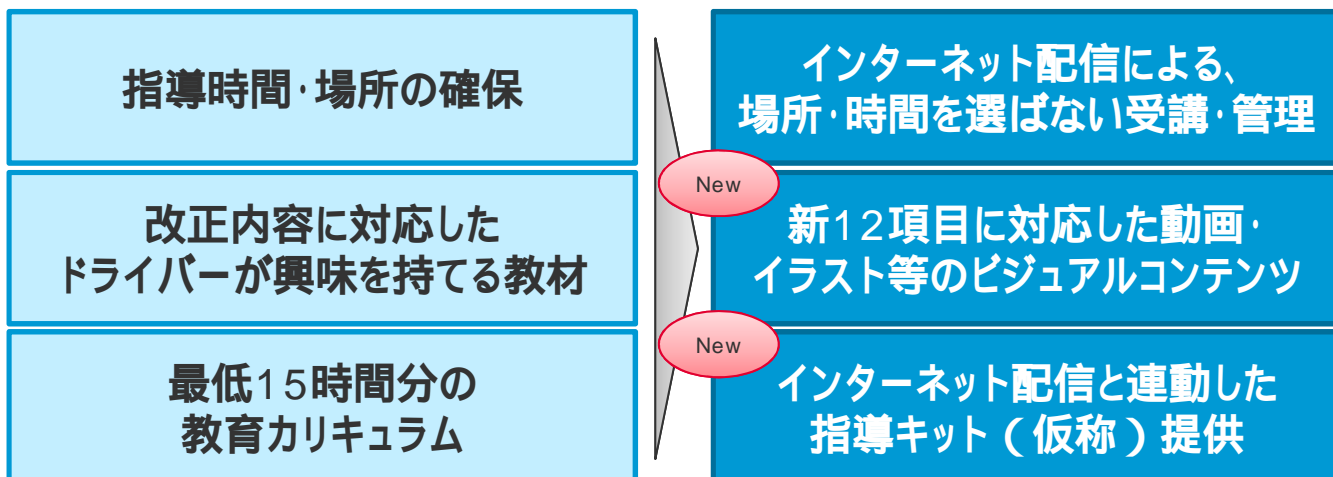 指導時間・場所の確保
インターネット配信による、
場所・時間を選ばない受講・管理
New
改正内容に対応した
ドライバーが興味を持てる教材
新12項目に対応した動画・
イラスト等のビジュアルコンテンツ
New
最低15時間分の
教育カリキュラム
インターネット配信と連動した
指導キット（仮称）提供